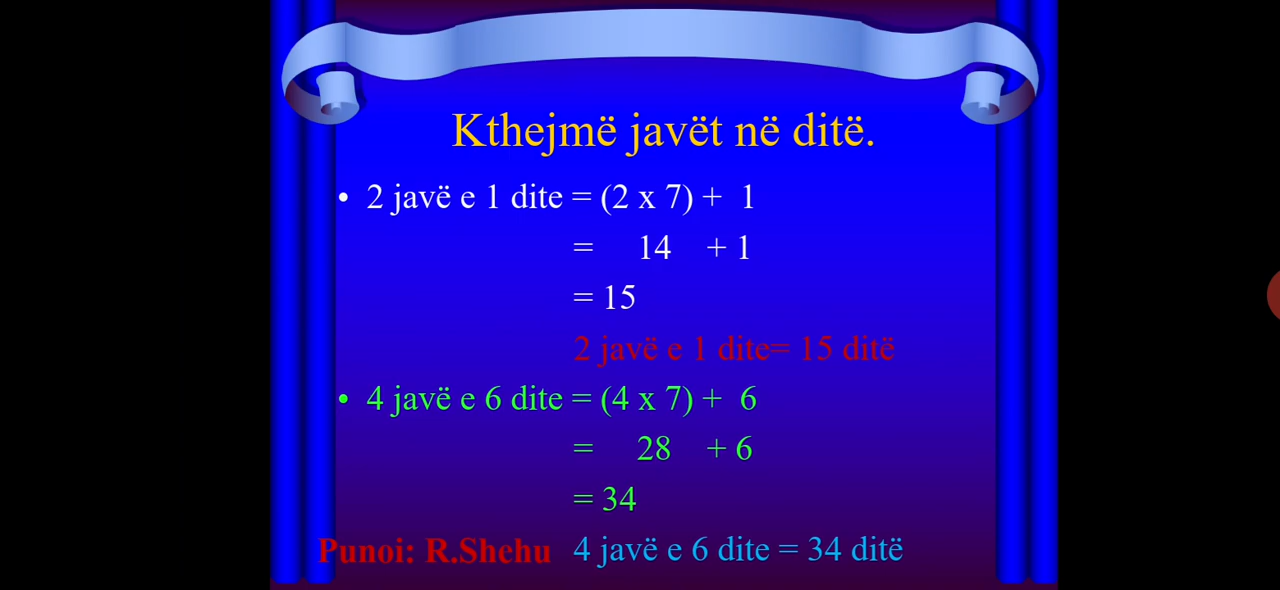 Kthejmë javët në ditë.
• 2 javë e 1 dite = (2 x 7) + 1
= 14 + 1
= 15
2 javë e 1 dite= 15 ditë
• 4 javë e 6 dite = (4 x 7) + 6
= 28 + 6
= 34
Punoi: R.Shehu 4 javë e 6 dite = 34 ditë